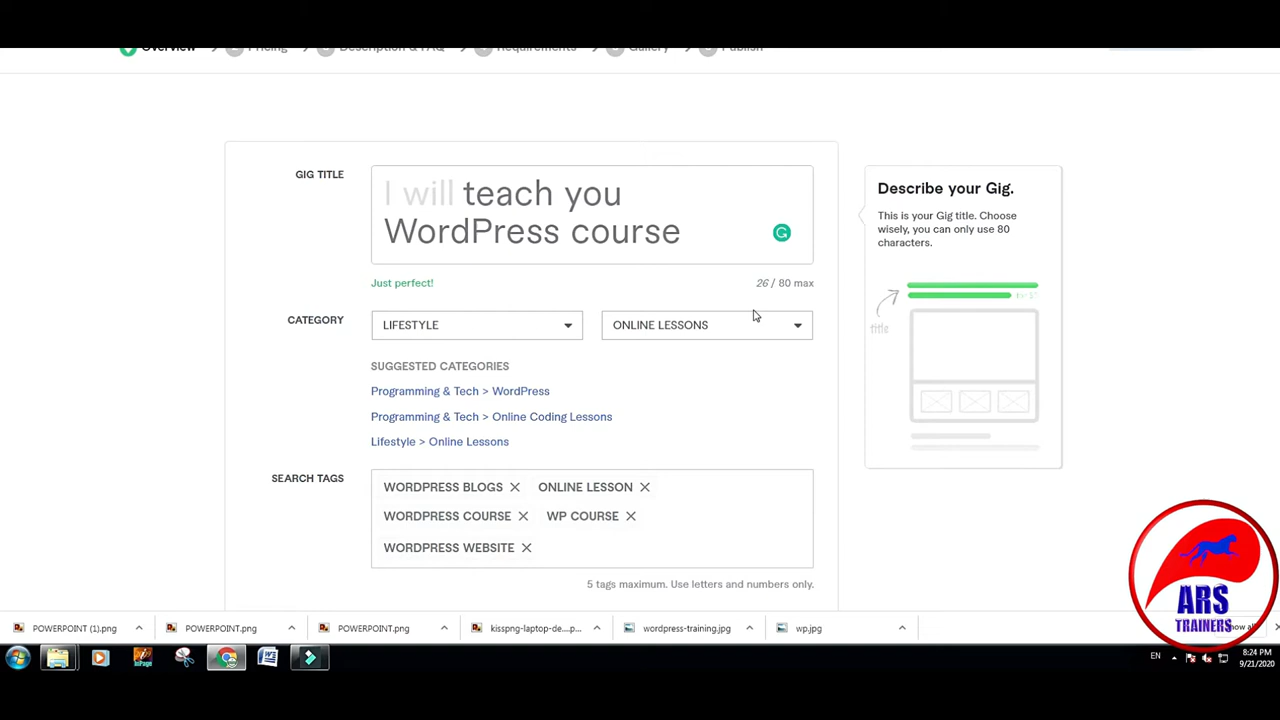 Overview Pricing Description & FAQ Requirements Gallery Publish
GIG TITLE
I will teach you
WordPress course
Just perfect!
26 / 80 max
Describe your Gig.
This is your Gig title. Choose
wisely, you can only use 80
characters.
title
CATEGORY
LIFESTYLE
ONLINE LESSONS
SUGGESTED CATEGORIES
Programming & Tech > WordPress
Programming & Tech > Online Coding Lessons
Lifestyle > Online Lessons
SEARCH TAGS
WORDPRESS BLOGS ONLINE LESSON
WORDPRESS COURSE WP COURSE
WORDPRESS WEBSITE
5 tags maximum. Use letters and numbers only.
ARS
TRAINERS
POWERPOINT (1).png POWERPOINT.png POWERPOINT.png kisspng-laptop-de....p... wordpress-training.jpg wp.jpg
EN
8:24 PM
9/21/2020